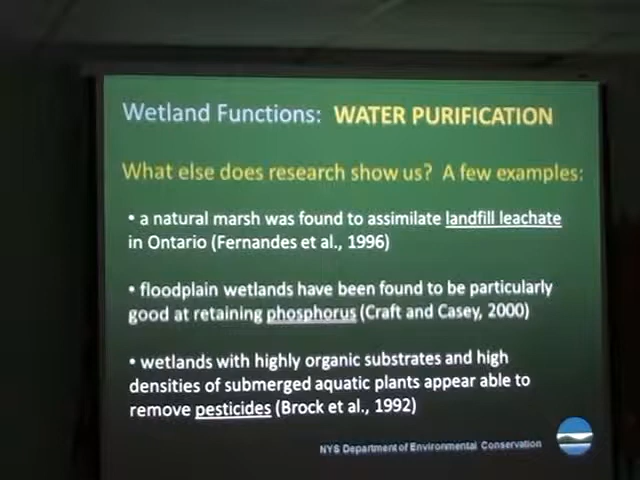 Wetland Functions: WATER PURIFICATION
What else does research show us? A few examples:
• a natural marsh was found to assimilate landfill leachate
in Ontario (Fernandes et al., 1996)
• floodplain wetlands have been found to be particularly
good at retaining phosphorus (Craft and Casey, 2000)
• wetlands with highly organic substrates and high
densities of submerged aquatic plants appear able to
remove pesticides (Brock et al., 1992)
NYS Department of Environmental Conservation